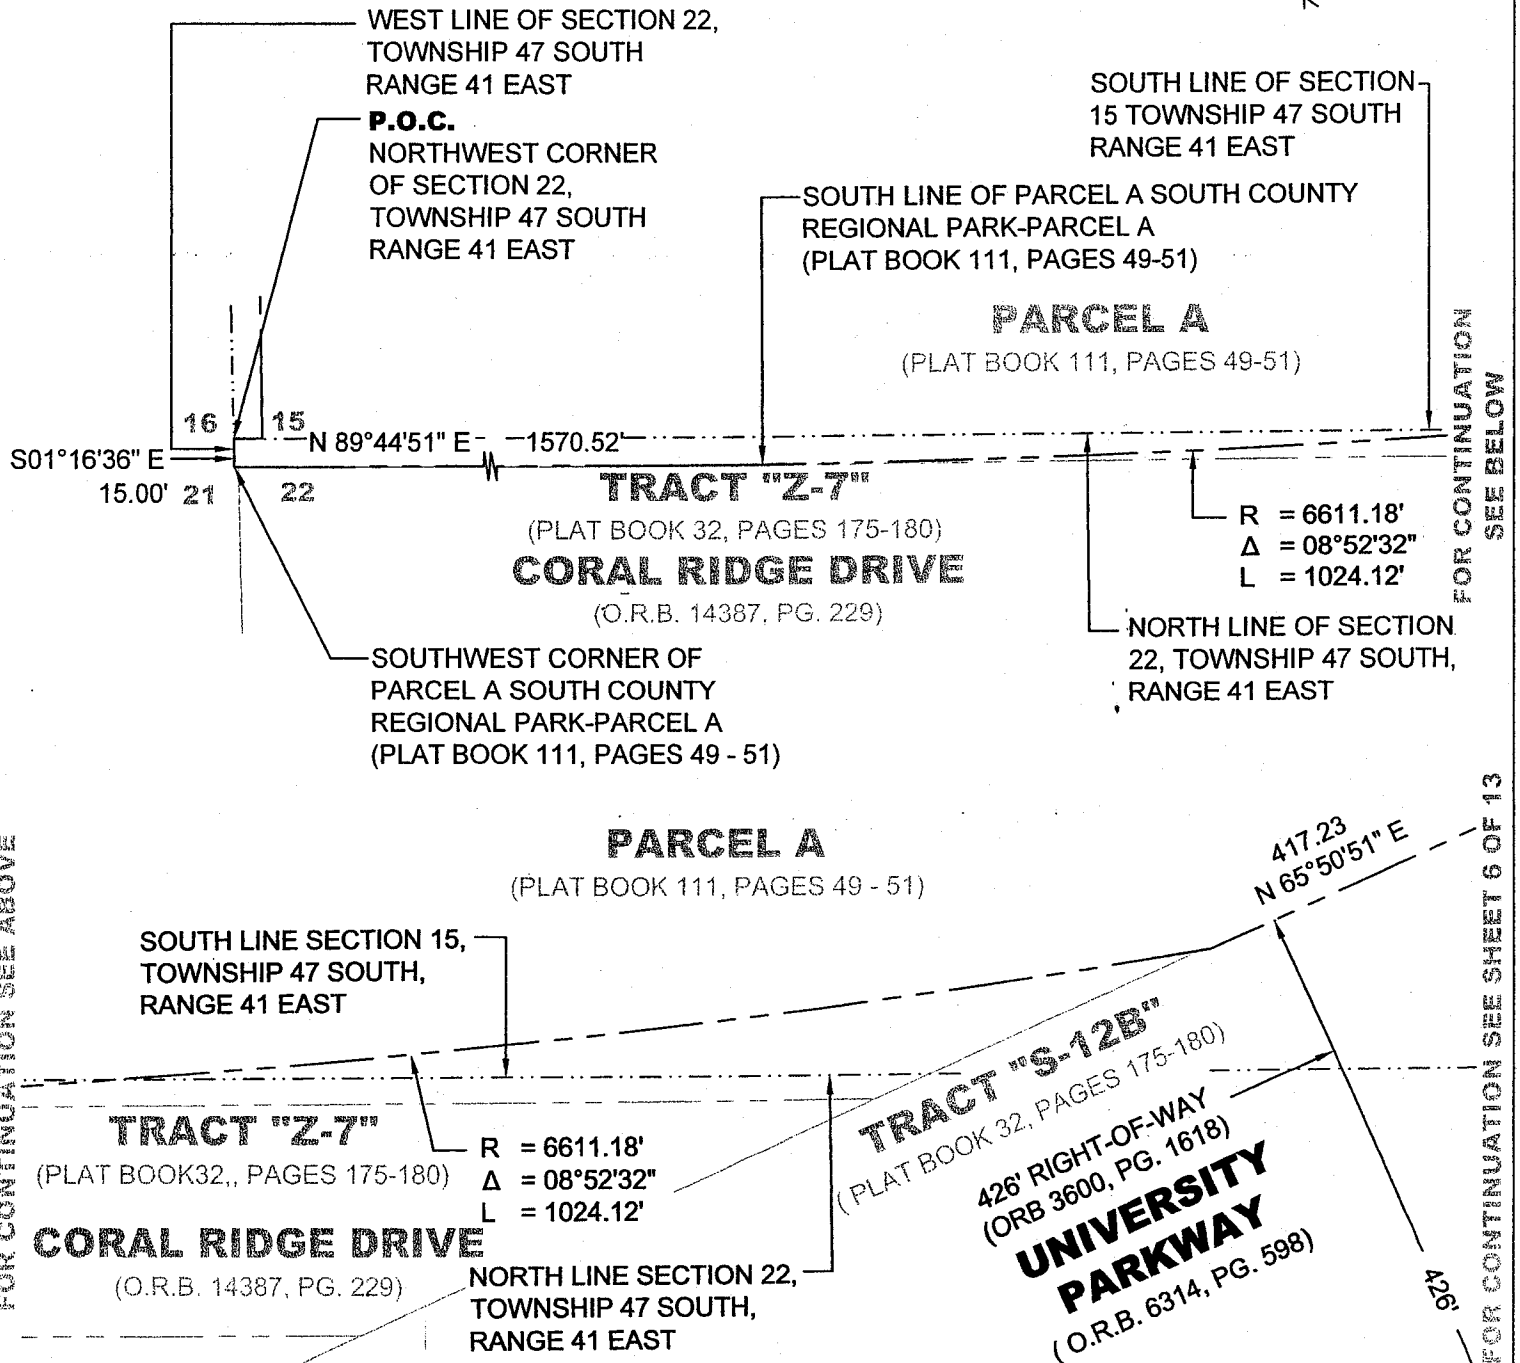 WEST LINE OF SECTION 22,
TOWNSHIP 47 SOUTH
RANGE 41 EAST
P.O.C.
NORTHWEST CORNER
OF SECTION 22,
TOWNSHIP 47 SOUTH
RANGE 41 EAST
SOUTH LINE OF SECTION
15 TOWNSHIP 47 SOUTH
RANGE 41 EAST
SOUTH LINE OF PARCEL A SOUTH COUNTY
REGIONAL PARK-PARCEL A
(PLAT BOOK 111, PAGES 49-51)
PARCEL A
(PLAT BOOK 111, PAGES 49-51)
FOR CONTINUATION
SEE BELOW
16 15
N 89°44'51" E 1570.52'
S01°16'36" E
15.00' 21 22
TRACT "Z-7"
(PLAT BOOK 32, PAGES 175-180)
CORAL RIDGE DRIVE
(O.R.B. 14387, PG. 229)
R = 6611.18'
Δ = 08°52'32"
L = 1024.12'
NORTH LINE OF SECTION
22, TOWNSHIP 47 SOUTH,
RANGE 41 EAST
SOUTHWEST CORNER OF
PARCEL A SOUTH COUNTY
REGIONAL PARK-PARCEL A
(PLAT BOOK 111, PAGES 49 - 51)
FOR CONTINUATION SEE ABOVE
PARCEL A
(PLAT BOOK 111, PAGES 49 - 51)
417.23
N 65°50'51" E
FOR CONTINUATION SEE SHEET 6 OF 13
SOUTH LINE SECTION 15,
TOWNSHIP 47 SOUTH,
RANGE 41 EAST
TRACT "Z-7"
(PLAT BOOK32,, PAGES 175-180)
CORAL RIDGE DRIVE
(O.R.B. 14387, PG. 229)
R = 6611.18'
Δ = 08°52'32"
L = 1024.12'
NORTH LINE SECTION 22,
TOWNSHIP 47 SOUTH,
RANGE 41 EAST
TRACT "S-12B"
( PLAT BOOK 32, PAGES 175-180)
426' RIGHT-OF-WAY
(ORB 3600, PG. 1618)
UNIVERSITY
PARKWAY
( O.R.B. 6314, PG. 598)
426'